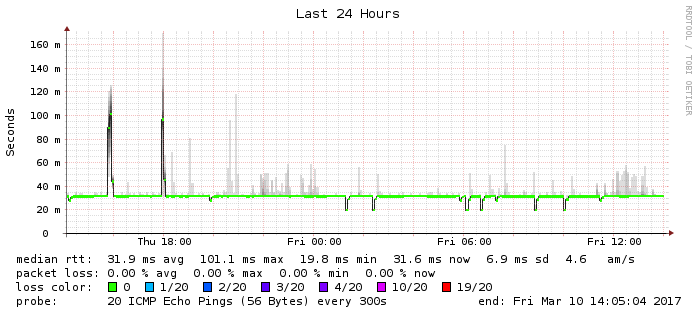 Last 24 Hours
RRDTOOL / TOBI OETIKER
Seconds
160 m
140 m
120 m
100 m
80 m
60 m
40 m
20 m
0
Thu 18:00 Fri 00:00 Fri 06:00 Fri 12:00
median rtt: 31.9 ms avg 101.1 ms max 19.8 ms min 31.6 ms now 6.9 ms sd 4.6 am/s
packet loss: 0.00 % avg 0.00 % max 0.00 % min 0.00 % now
loss color: 0 1/20 2/20 3/20 4/20 10/20 19/20
probe: 20 ICMP Echo Pings (56 Bytes) every 300s end: Fri Mar 10 14:05:04 2017